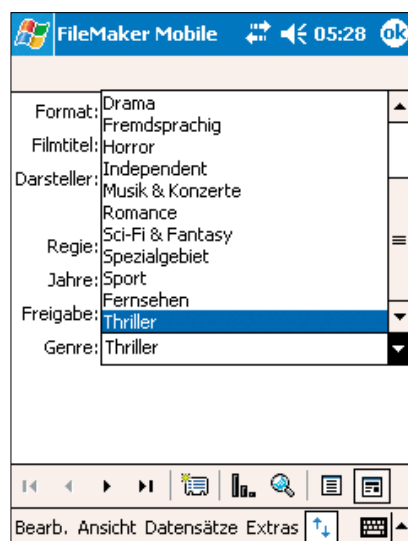 FileMaker Mobile 05:28 ok
Format:
Drama
Fremdsprachig
Filmtitel:
Horror
Independent
Darsteller:
Musik & Konzerte
Romance
Sci-Fi & Fantasy
Regie:
Spezialgebiet
Jahre:
Sport
Fernsehen
Freigabe:
Thriller
Genre: Thriller
Bearb. Ansicht Datensätze Extras